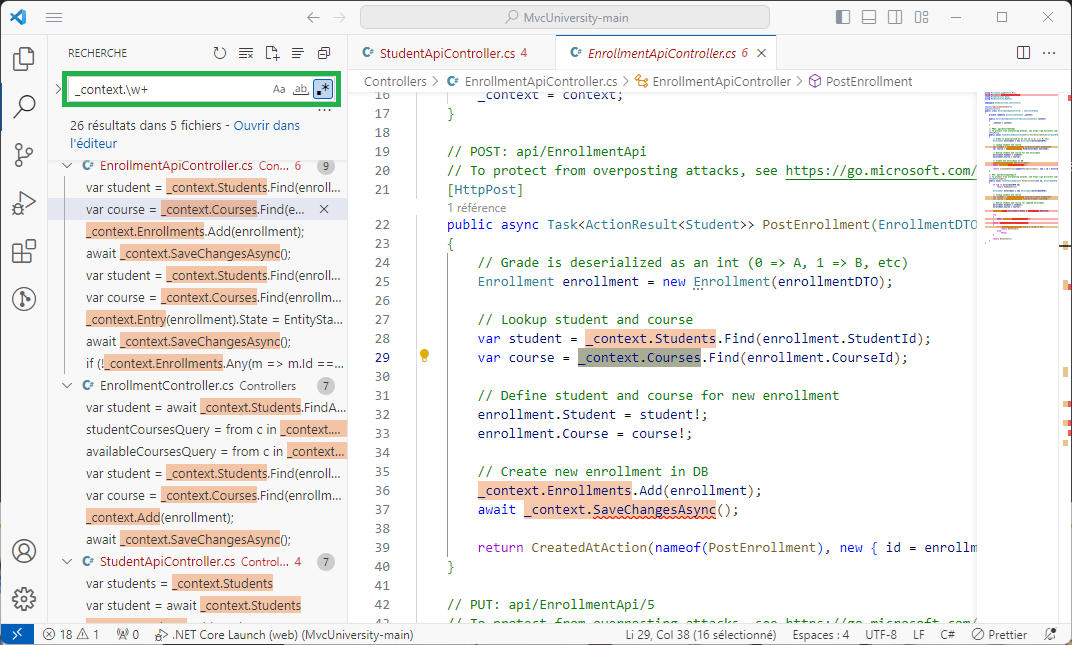 MvcUniversity-main
RECHERCHE
_context.\w+
Aa ab .*
26 résultats dans 5 fichiers - Ouvrir dans
l'éditeur
EnrollmentApiController.cs Con... 6 9
var student = _context.Students.Find(enroll...
var course = _context.Courses.Find(e...
_context.Enrollments.Add(enrollment);
await _context.SaveChangesAsync();
var student = _context.Students.Find(enroll...
var course = _context.Courses.Find(enrollm...
_context.Entry(enrollment).State = EntitySta...
await _context.SaveChangesAsync();
if (!_context.Enrollments.Any(m => m.Id ==...
EnrollmentController.cs Controllers 7
var student = await _context.Students.FindA...
studentCoursesQuery = from c in _context....
availableCoursesQuery = from c in _context...
var student = _context.Students.Find(enroll...
var course = _context.Courses.Find(enrollm...
_context.Add(enrollment);
await _context.SaveChangesAsync();
StudentApiController.cs Control... 4 7
var students = _context.Students
var student = await _context.Students
StudentApiController.cs 4
EnrollmentApiController.cs 6
Controllers > EnrollmentApiController.cs > EnrollmentApiController > PostEnrollment
16 _context = context;
17 }
18
19 // POST: api/EnrollmentApi
20 // To protect from overposting attacks, see https://go.microsoft.com/
21 [HttpPost]
1 référence
22 public async Task<ActionResult<Student>> PostEnrollment(EnrollmentDTO
23 {
24 // Grade is deserialized as an int (0 => A, 1 => B, etc)
25 Enrollment enrollment = new Enrollment(enrollmentDTO);
26
27 // Lookup student and course
28 var student = _context.Students.Find(enrollment.StudentId);
29 var course = _context.Courses.Find(enrollment.CourseId);
30
31 // Define student and course for new enrollment
32 enrollment.Student = student!;
33 enrollment.Course = course!;
34
35 // Create new enrollment in DB
36 _context.Enrollments.Add(enrollment);
37 await _context.SaveChangesAsync();
38
39 return CreatedAtAction(nameof(PostEnrollment), new { id = enrollm
40 }
41
42 // PUT: api/EnrollmentApi/5
43 // To protect from overposting attacks, see https://go.microsoft.com/
18 1 0 .NET Core Launch (web) (MvcUniversity-main) Li 29, Col 38 (16 sélectionné) Espaces : 4 UTF-8 LF C# Prettier